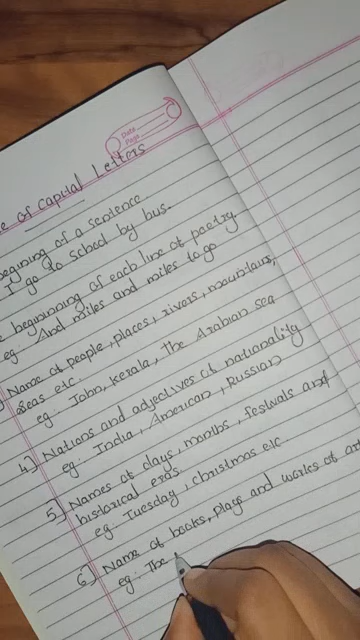 Date
Page
of capital Letters
begining of a sentence
I go to school by bus.
beginning of each line of poetry
eg: And miles and miles to go
Name of people, places, rivers, mountains,
seas etc.
eg: John, Kerala, The Arabian sea
4) Nations and adjectives of nationality
eg: India, American, Russian
5) Names of days, months, festivals and
historical eras.
eg: Tuesday, Christmas etc.
6) Name of books, plays and works of
eg: The